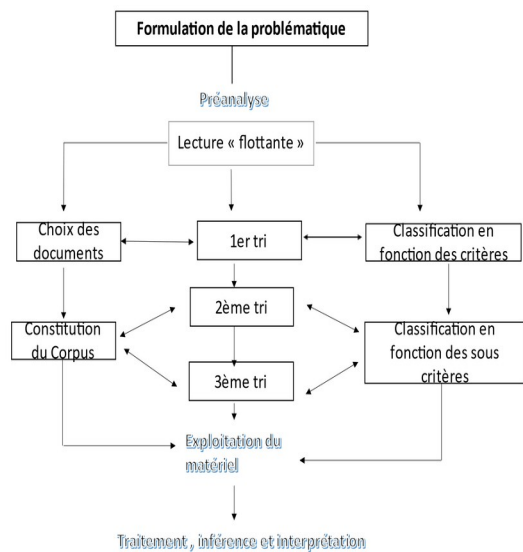 Formulation de la problématique
Préanalyse
Lecture « flottante »
Choix des
documents
1er tri
Classification en
fonction des critères
2ème tri
Constitution
du Corpus
Classification en
fonction des sous
critères
3ème tri
Exploitation du
matériel
Traitement , inférence et interprétation